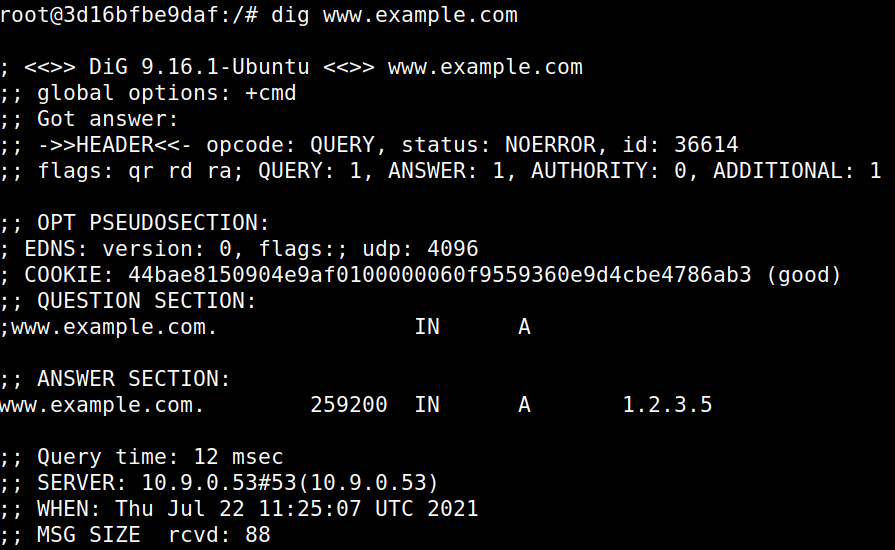 root@3d16bfbe9daf:/# dig www.example.com
; <<>> DiG 9.16.1-Ubuntu <<>> www.example.com
;; global options: +cmd
;; Got answer:
;; ->>HEADER<<- opcode: QUERY, status: NOERROR, id: 36614
;; flags: qr rd ra; QUERY: 1, ANSWER: 1, AUTHORITY: 0, ADDITIONAL: 1
;; OPT PSEUDOSECTION:
; EDNS: version: 0, flags:; udp: 4096
; COOKIE: 44bae8150904e9af0100000060f9559360e9d4cbe4786ab3 (good)
;; QUESTION SECTION:
;www.example.com. IN A
;; ANSWER SECTION:
www.example.com. 259200 IN A 1.2.3.5
;; Query time: 12 msec
;; SERVER: 10.9.0.53#53(10.9.0.53)
;; WHEN: Thu Jul 22 11:25:07 UTC 2021
;; MSG SIZE  rcvd: 88